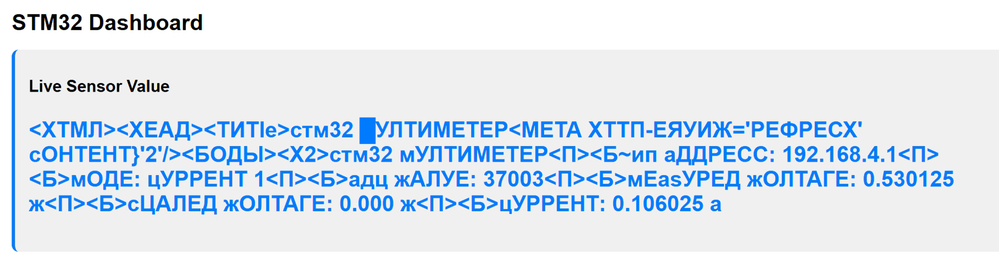 STM32 Dashboard
Live Sensor Value
<ХТМЛ><ХЕАД><ТИТle>стм32 █УЛТИМЕТЕР<МЕТА ХТТП-ЕЯУИЖ='РЕФРЕСХ'
сОНТЕНТ}'2'/><БОДЫ><Х2>стм32 мУЛТИМЕТЕР<П><Б~ип аДДРЕСС: 192.168.4.1<П>
<Б>мОДЕ: цУРРЕНТ 1<П><Б>адц жАЛУЕ: 37003<П><Б>мЕasУРЕД жОЛТАГЕ: 0.530125
ж<П><Б>сЦАЛЕД жОЛТАГЕ: 0.000 ж<П><Б>цУРРЕНТ: 0.106025 а